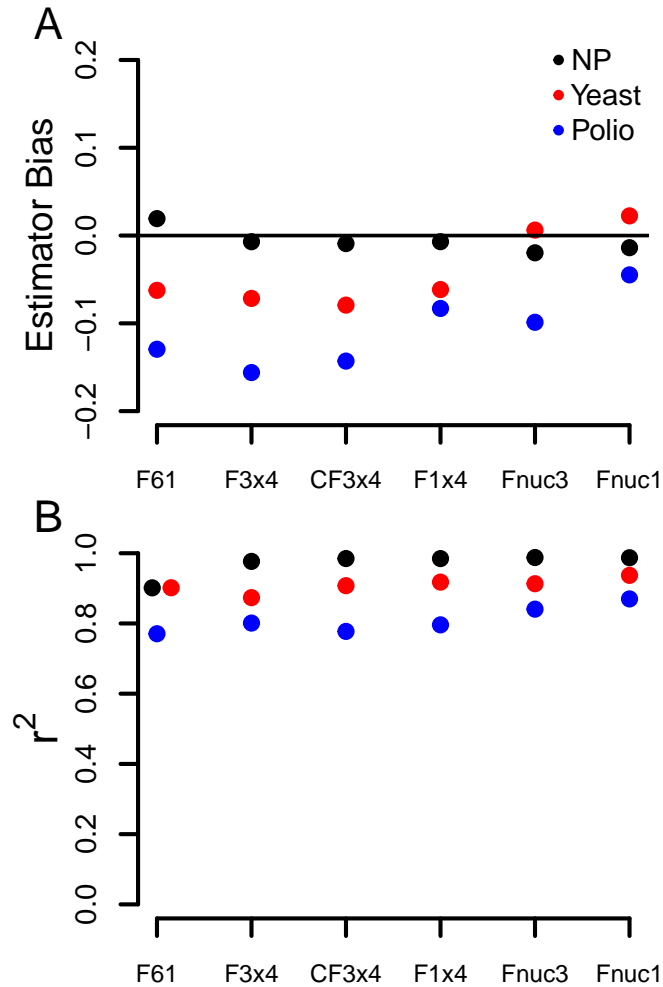 A
Estimator Bias
0.2
0.1
0.0
−0.1
−0.2
NP
Yeast
Polio
F61 F3x4 CF3x4 F1x4 Fnuc3 Fnuc1
B
r²
1.0
0.8
0.6
0.4
0.2
0.0
F61 F3x4 CF3x4 F1x4 Fnuc3 Fnuc1